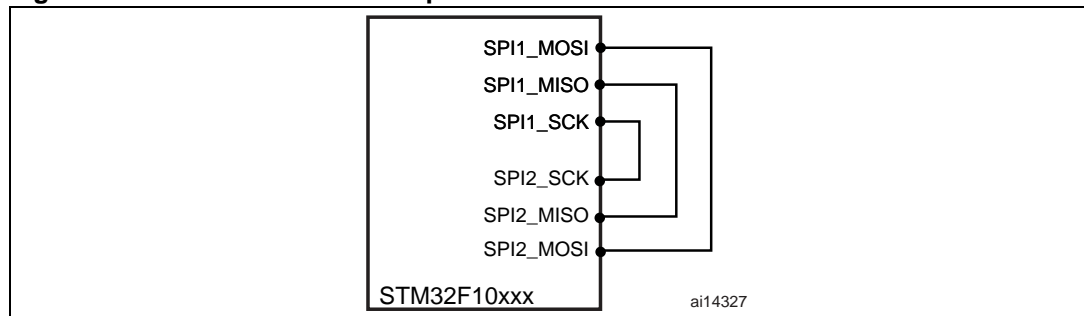 SPI1_MOSI
SPI1_MISO
SPI1_SCK
SPI2_SCK
SPI2_MISO
SPI2_MOSI
STM32F10xxx
ai14327